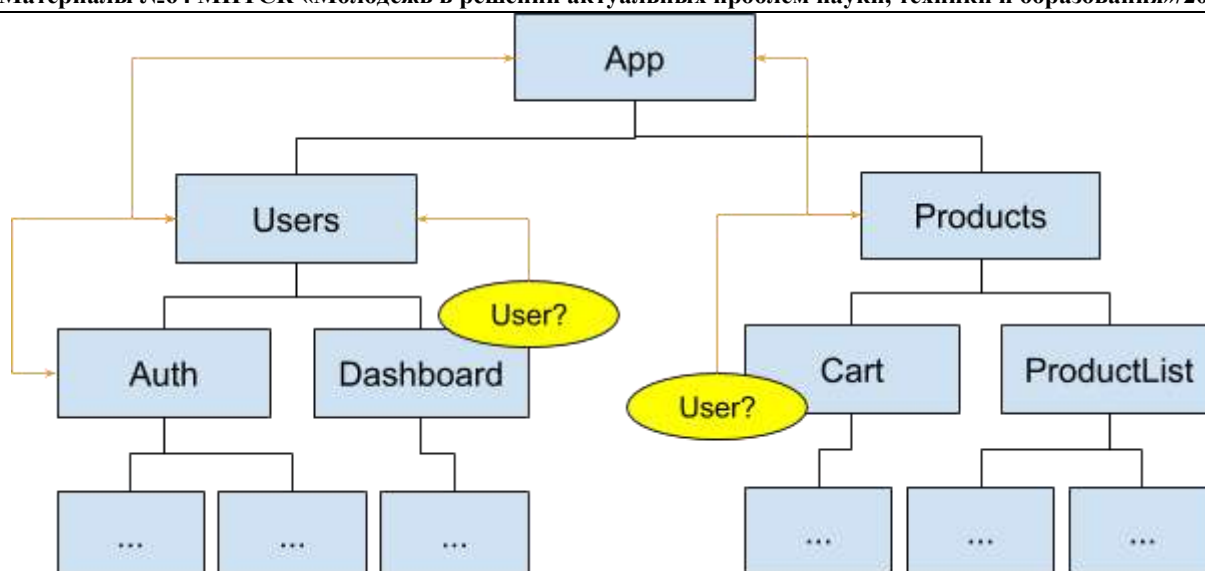 App
Users
Products
User?
Auth
Dashboard
Cart
ProductList
User?
...
...
...
...
...
...